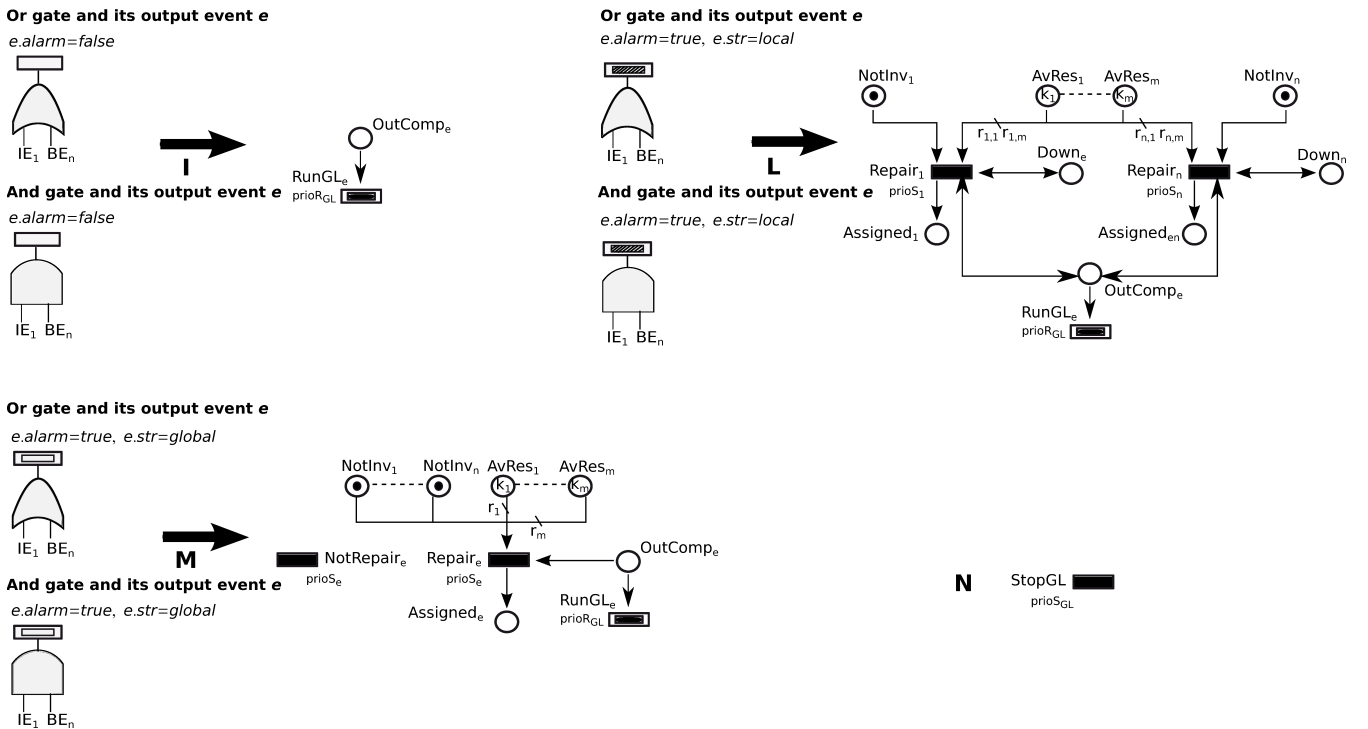 Or gate and its output event e
e.alarm=false
IE1 BEn
I
And gate and its output event e
e.alarm=false
IE1 BEn
OutCompe
RunGLe
prioRGL
Or gate and its output event e
e.alarm=true, e.str=local
IE1 BEn
L
And gate and its output event e
e.alarm=true, e.str=local
IE1 BEn
NotInv1 AvRes1 AvResm NotInvn
k1 km
r1,1 r1,m rn,1 rn,m
Repair1 Downe Repairn Downn
prioS1 prioSn
Assigned1 Assigneden
OutCompe
RunGLe
prioRGL
Or gate and its output event e
e.alarm=true, e.str=global
IE1 BEn
M
And gate and its output event e
e.alarm=true, e.str=global
IE1 BEn
NotInv1 NotInvn AvRes1 AvResm
k1 km
r1
rm
NotRepaire Repaire OutCompe
prioSe prioSe
Assignede RunGLe
prioRGL
N StopGL
prioSGL